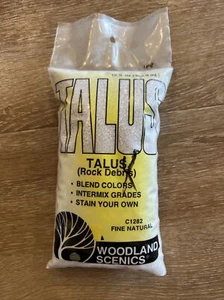 TALUS
TALUS
(Rock Debris)
• BLEND COLORS
• INTERMIX GRADES
• STAIN YOUR OWN
C1282
FINE NATURAL
WOODLAND
SCENICS